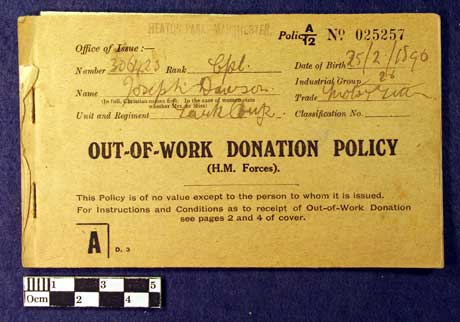 HEATON PARK, MANCHESTER.
Office of Issue :— Policy A/12 No 025257
Number 306423 Rank Cpl. Date of Birth 25/2/1896
Industrial Group 26
Name Joseph Dawson Trade Motor Fitter
(In full, Christian names first. In the case of women state
whether Mrs. or Miss)
Unit and Regiment Tank Corps Classification No.
OUT-OF-WORK DONATION POLICY
(H.M. Forces).
This Policy is of no value except to the person to whom it is issued.
For Instructions and Conditions as to receipt of Out-of-Work Donation
see pages 2 and 4 of cover.
A D. 3
1 3 5
0cm 2 4